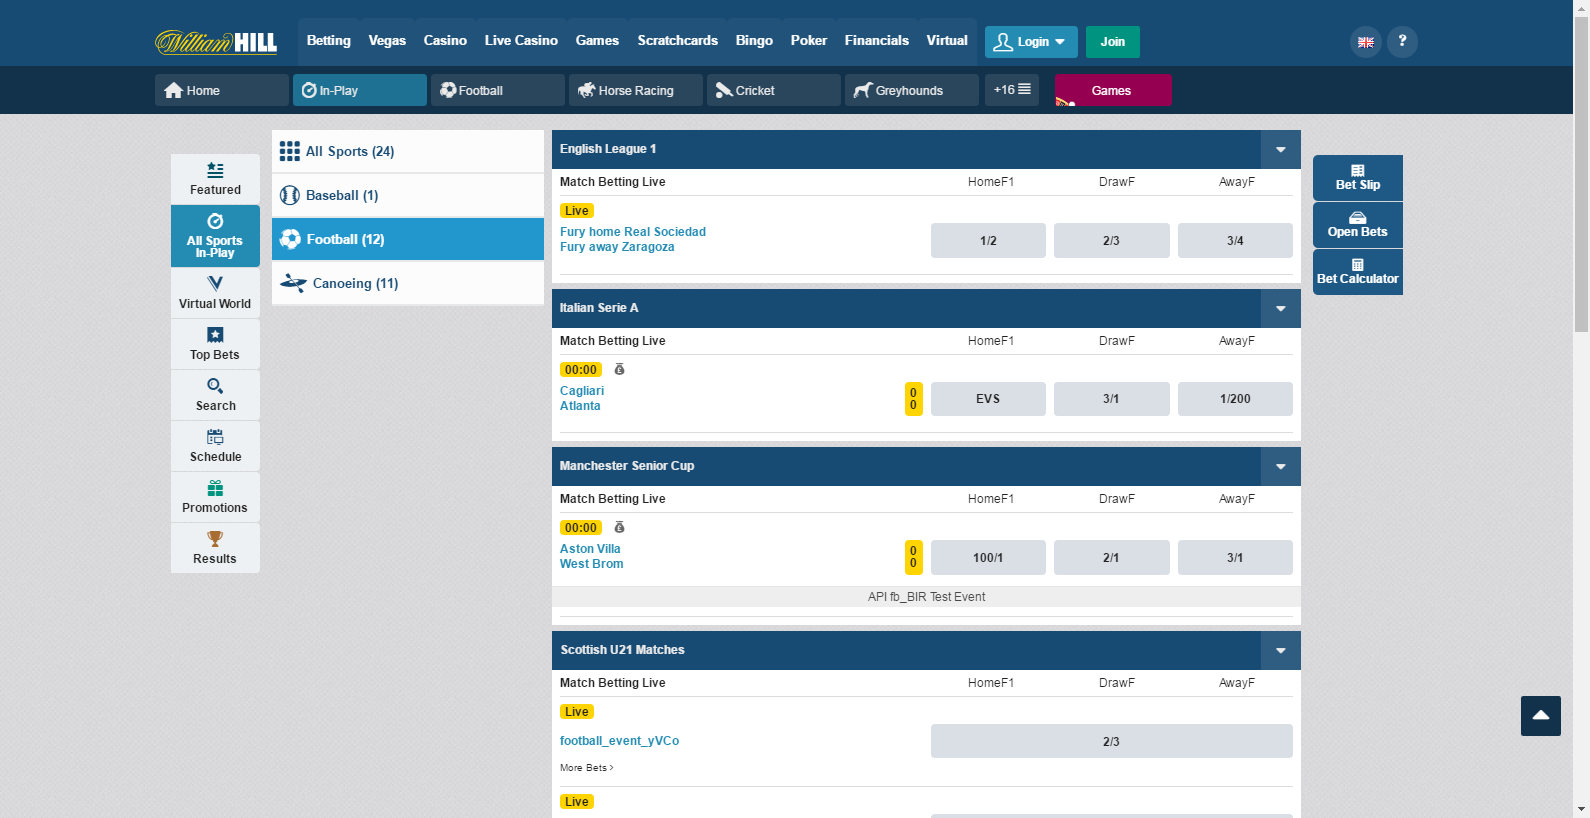 William HILL
Betting
Vegas
Casino
Live Casino
Games
Scratchcards
Bingo
Poker
Financials
Virtual
Login
Join
?
Home
In-Play
Football
Horse Racing
Cricket
Greyhounds
+16
Games
Featured
All Sports
In-Play
Virtual World
Top Bets
Search
Schedule
Promotions
Results
All Sports (24)
Baseball (1)
Football (12)
Canoeing (11)
English League 1
Match Betting Live HomeF1 DrawF AwayF
Live
Fury home Real Sociedad
Fury away Zaragoza
1/2 2/3 3/4
Italian Serie A
Match Betting Live HomeF1 DrawF AwayF
00:00
Cagliari
Atlanta
0
0
EVS 3/1 1/200
Manchester Senior Cup
Match Betting Live HomeF1 DrawF AwayF
00:00
Aston Villa
West Brom
0
0
100/1 2/1 3/1
API fb_BIR Test Event
Scottish U21 Matches
Match Betting Live HomeF1 DrawF AwayF
Live
football_event_yVCo
2/3
More Bets >
Live
Bet Slip
Open Bets
Bet Calculator